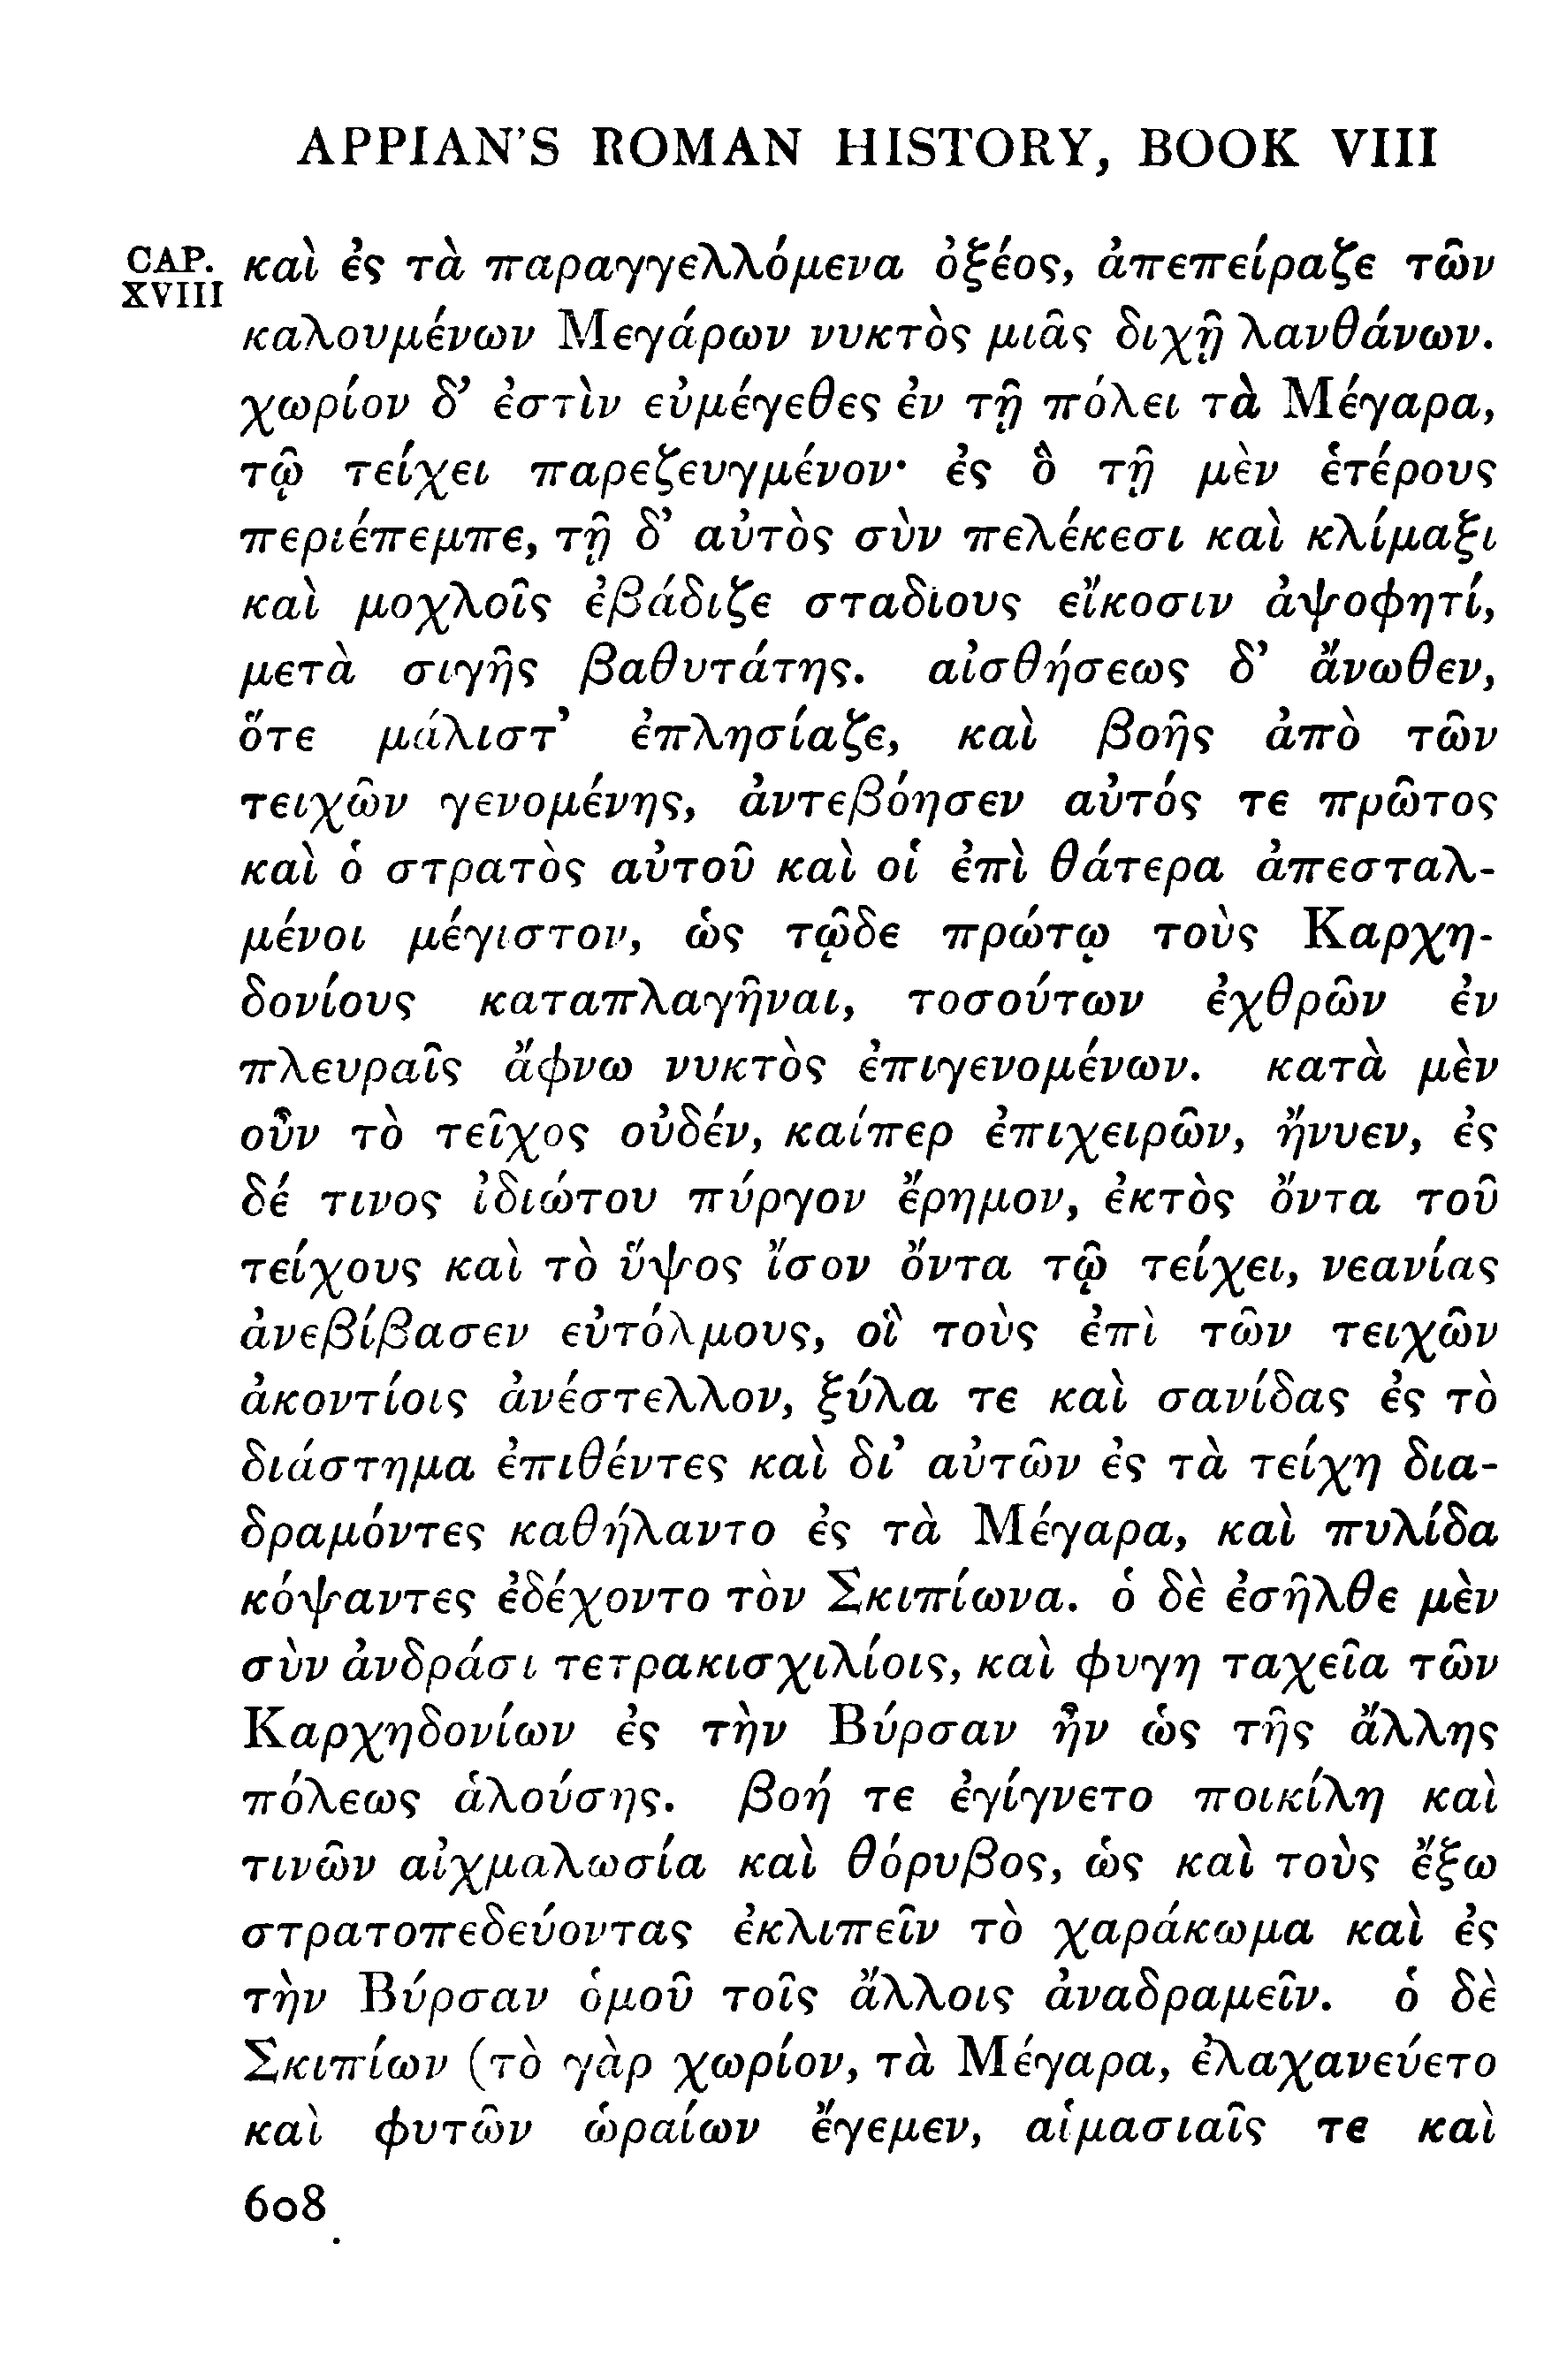 APPIAN'S ROMAN HISTORY, BOOK VIII
CAP. XVIII
καὶ ἐς τὰ παραγγελλόμενα ὀξέος, ἀπεπείραζε τῶν
καλουμένων Μεγάρων νυκτὸς μιᾶς διχῇ λανθάνων.
χωρίον δ’ ἐστὶν εὐμέγεθες ἐν τῇ πόλει τὰ Μέγαρα,
τῷ τείχει παρεζευγμένον· ἐς ὃ τῇ μὲν ἑτέρους
περιέπεμπε, τῇ δ’ αὐτὸς σὺν πελέκεσι καὶ κλίμαξι
καὶ μοχλοῖς ἐβάδιζε σταδίους εἴκοσιν ἀψοφητί,
μετὰ σιγῆς βαθυτάτης. αἰσθήσεως δ’ ἄνωθεν,
ὅτε μάλιστ’ ἐπλησίαζε, καὶ βοῆς ἀπὸ τῶν
τειχῶν γενομένης, ἀντεβόησεν αὐτός τε πρῶτος
καὶ ὁ στρατὸς αὐτοῦ καὶ οἱ ἐπὶ θάτερα ἀπεσταλ-
μένοι μέγιστον, ὡς τῷδε πρώτῳ τοὺς Καρχη-
δονίους καταπλαγῆναι, τοσούτων ἐχθρῶν ἐν
πλευραῖς ἄφνω νυκτὸς ἐπιγενομένων. κατὰ μὲν
οὖν τὸ τεῖχος οὐδέν, καίπερ ἐπιχειρῶν, ἤνυεν, ἐς
δέ τινος ἰδιώτου πύργον ἔρημον, ἐκτὸς ὄντα τοῦ
τείχους καὶ τὸ ὕψος ἴσον ὄντα τῷ τείχει, νεανίας
ἀνεβίβασεν εὐτόλμους, οἳ τοὺς ἐπὶ τῶν τειχῶν
ἀκοντίοις ἀνέστελλον, ξύλα τε καὶ σανίδας ἐς τὸ
διάστημα ἐπιθέντες καὶ δι’ αὐτῶν ἐς τὰ τείχη δια-
δραμόντες καθήλαντο ἐς τὰ Μέγαρα, καὶ πυλίδα
κόψαντες ἐδέχοντο τὸν Σκιπίωνα. ὁ δὲ ἐσῆλθε μὲν
σὺν ἀνδράσι τετρακισχιλίοις, καὶ φυγη ταχεῖα τῶν
Καρχηδονίων ἐς τὴν Βύρσαν ἦν ὡς τῆς ἄλλης
πόλεως ἁλούσης. βοή τε ἐγίγνετο ποικίλη καὶ
τινῶν αἰχμαλωσία καὶ θόρυβος, ὡς καὶ τοὺς ἔξω
στρατοπεδεύοντας ἐκλιπεῖν τὸ χαράκωμα καὶ ἐς
τὴν Βύρσαν ὁμοῦ τοῖς ἄλλοις ἀναδραμεῖν. ὁ δὲ
Σκιπίων (τὸ γὰρ χωρίον, τὰ Μέγαρα, ἐλαχανεύετο
καὶ φυτῶν ὡραίων ἔγεμεν, αἱμασιαῖς τε καὶ
608